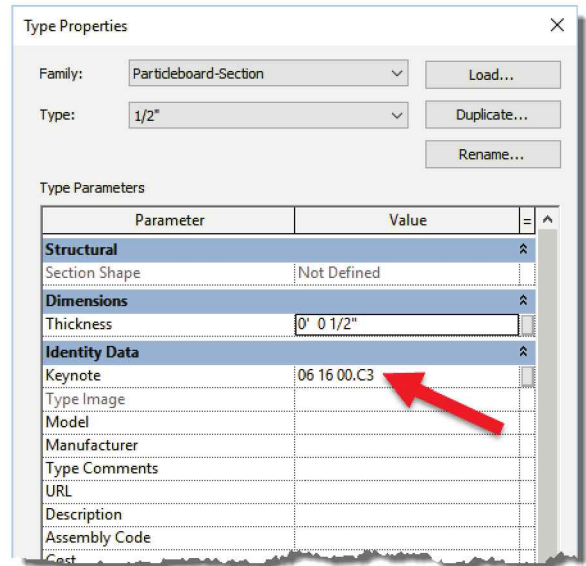 Type Properties
Family: Particleboard-Section Load...
Type: 1/2" Duplicate...
Rename...
Type Parameters
Parameter Value =
Structural
Section Shape Not Defined
Dimensions
Thickness 0' 0 1/2"
Identity Data
Keynote 06 16 00.C3
Type Image
Model
Manufacturer
Type Comments
URL
Description
Assembly Code
Cost